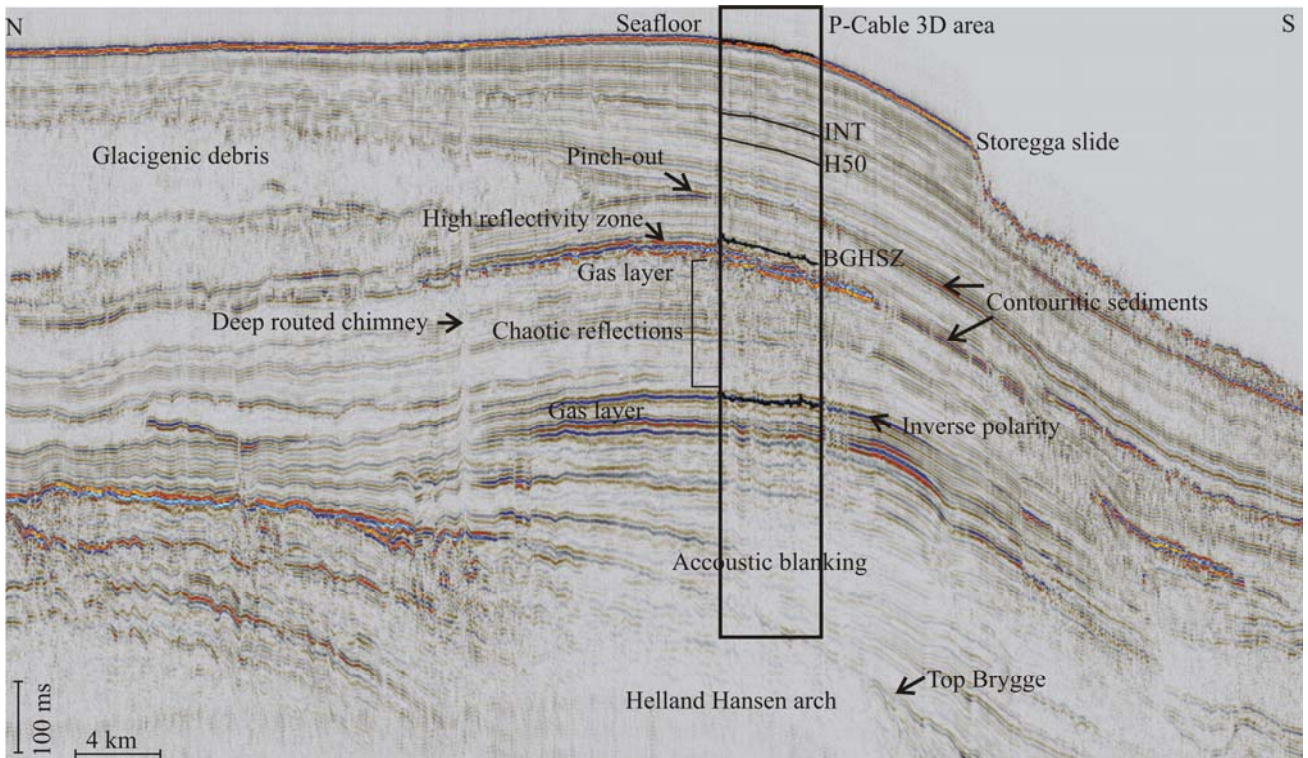 N
Seafloor
P-Cable 3D area
S
INT
Storegga slide
Glacigenic debris
Pinch-out
H50
High reflectivity zone
BGHSZ
Gas layer
Contouritic sediments
Deep routed chimney
Chaotic reflections
Gas layer
Inverse polarity
Accoustic blanking
Top Brygge
Helland Hansen arch
100 ms
4 km